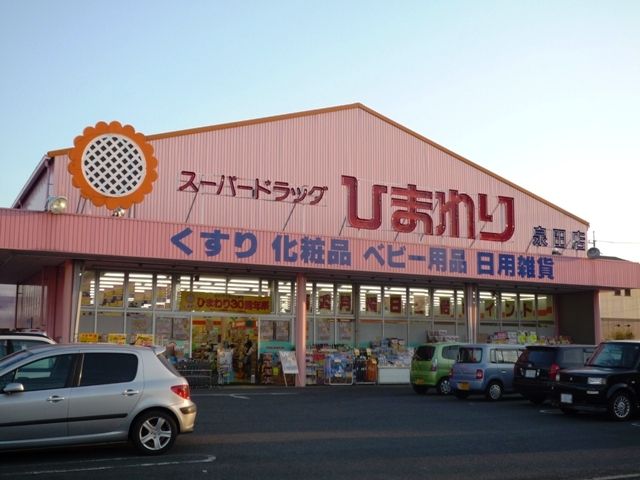 スーパードラッグ ひまわり 泉田店
くすり 化粧品 ベビー用品 日用雑貨
ひまわり30周年祭